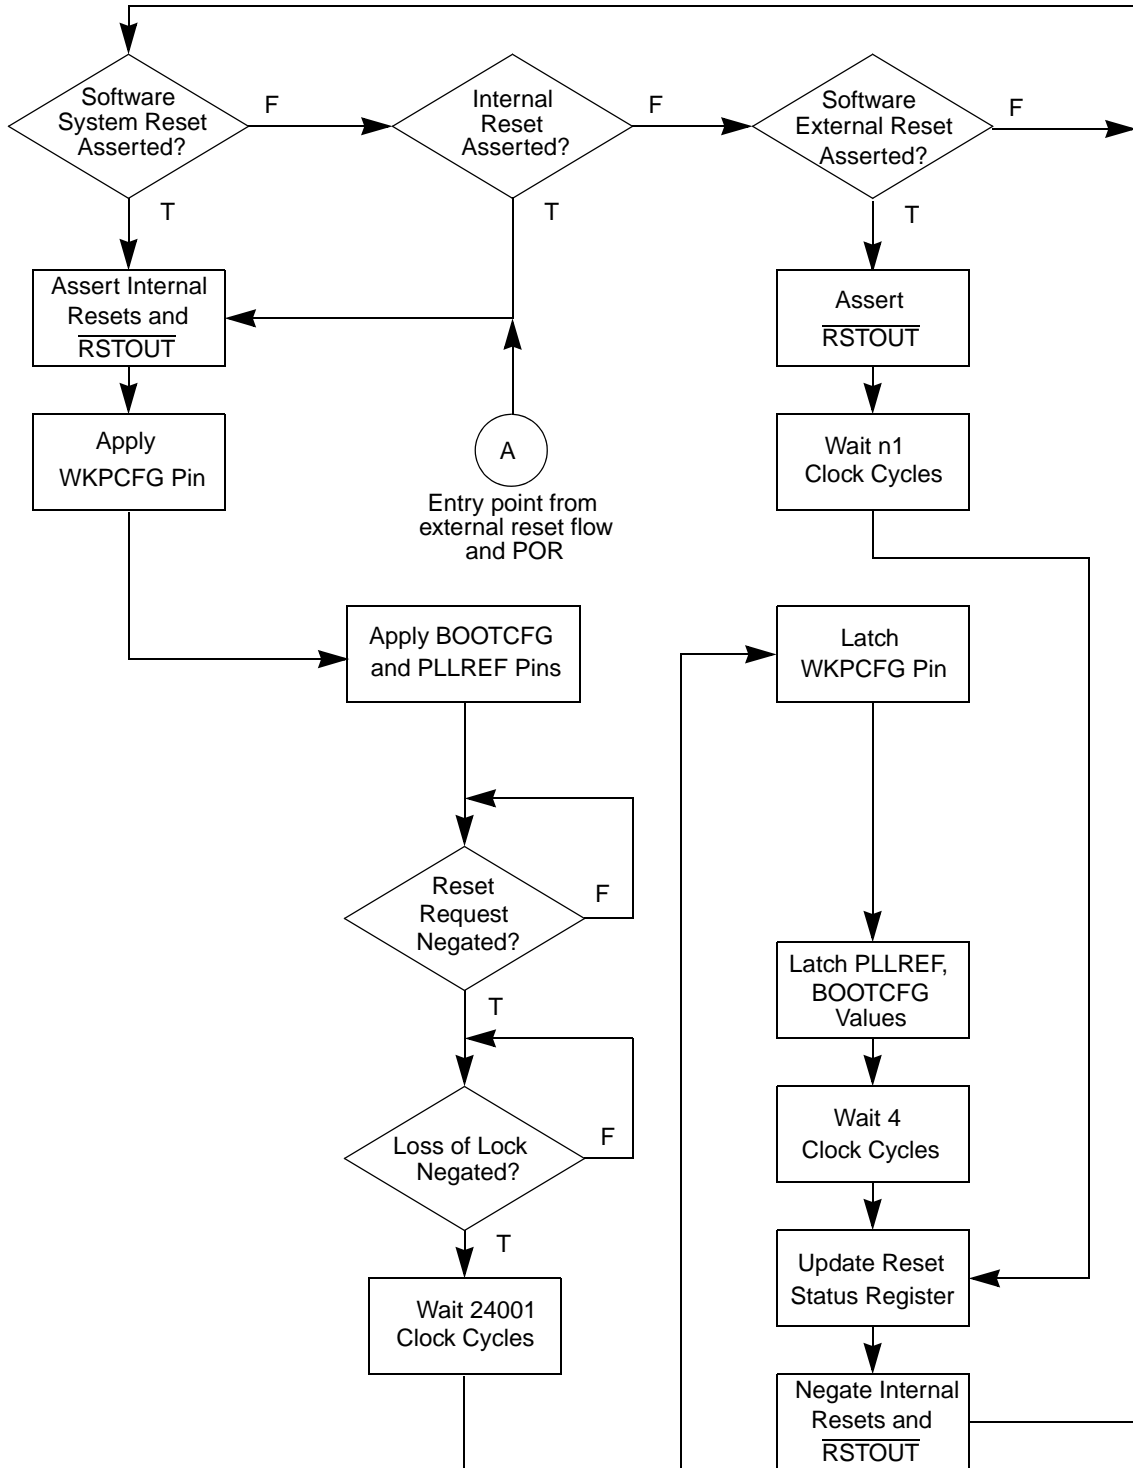 Software
System Reset
Asserted?
F
T
Internal
Reset
Asserted?
F
T
Software
External Reset
Asserted?
F
T
Assert Internal
Resets and
RSTOUT
Apply
WKPCFG Pin
A
Entry point from
external reset flow
and POR
Assert
RSTOUT
Wait n1
Clock Cycles
Apply BOOTCFG
and PLLREF Pins
Reset
Request
Negated?
F
T
Loss of Lock
Negated?
F
T
Wait 24001
Clock Cycles
Latch
WKPCFG Pin
Latch PLLREF,
BOOTCFG
Values
Wait 4
Clock Cycles
Update Reset
Status Register
Negate Internal
Resets and
RSTOUT